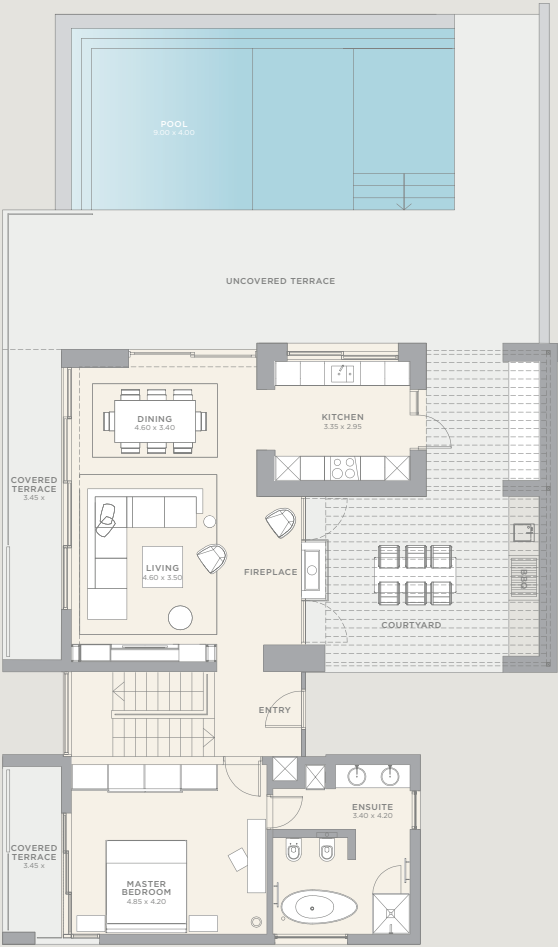 POOL
9.00 x 4.00
UNCOVERED TERRACE
DINING
4.60 x 3.40
KITCHEN
3.35 x 2.95
COVERED
TERRACE
3.45 x
LIVING
4.60 x 3.50
FIREPLACE
BBQ
COURTYARD
ENTRY
ENSUITE
3.40 x 4.20
COVERED
TERRACE
3.45 x
MASTER
BEDROOM
4.85 x 4.20